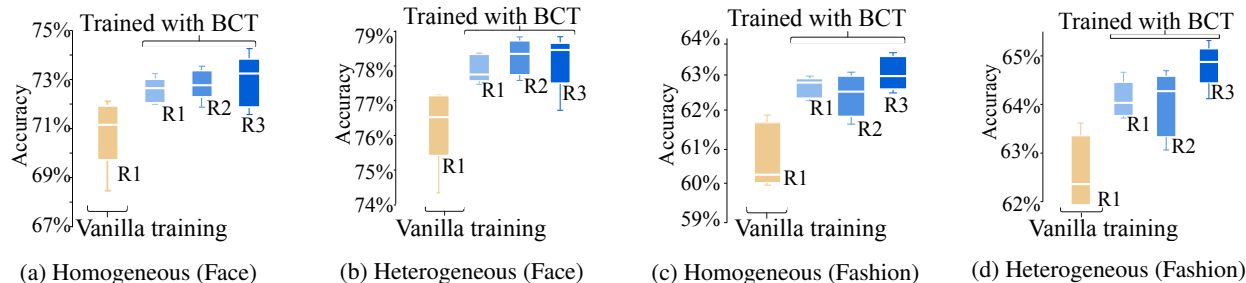 Trained with BCT
75%
73%
71%
69%
67%
Accuracy
R1
R1
R2
R3
Vanilla training
(a) Homogeneous (Face)
Trained with BCT
79%
78%
77%
76%
75%
74%
Accuracy
R1
R1
R2
R3
Vanilla training
(b) Heterogeneous (Face)
Trained with BCT
64%
63%
62%
61%
60%
59%
Accuracy
R1
R1
R2
R3
Vanilla training
(c) Homogeneous (Fashion)
Trained with BCT
65%
64%
63%
62%
Accuracy
R1
R1
R2
R3
Vanilla training
(d) Heterogeneous (Fashion)